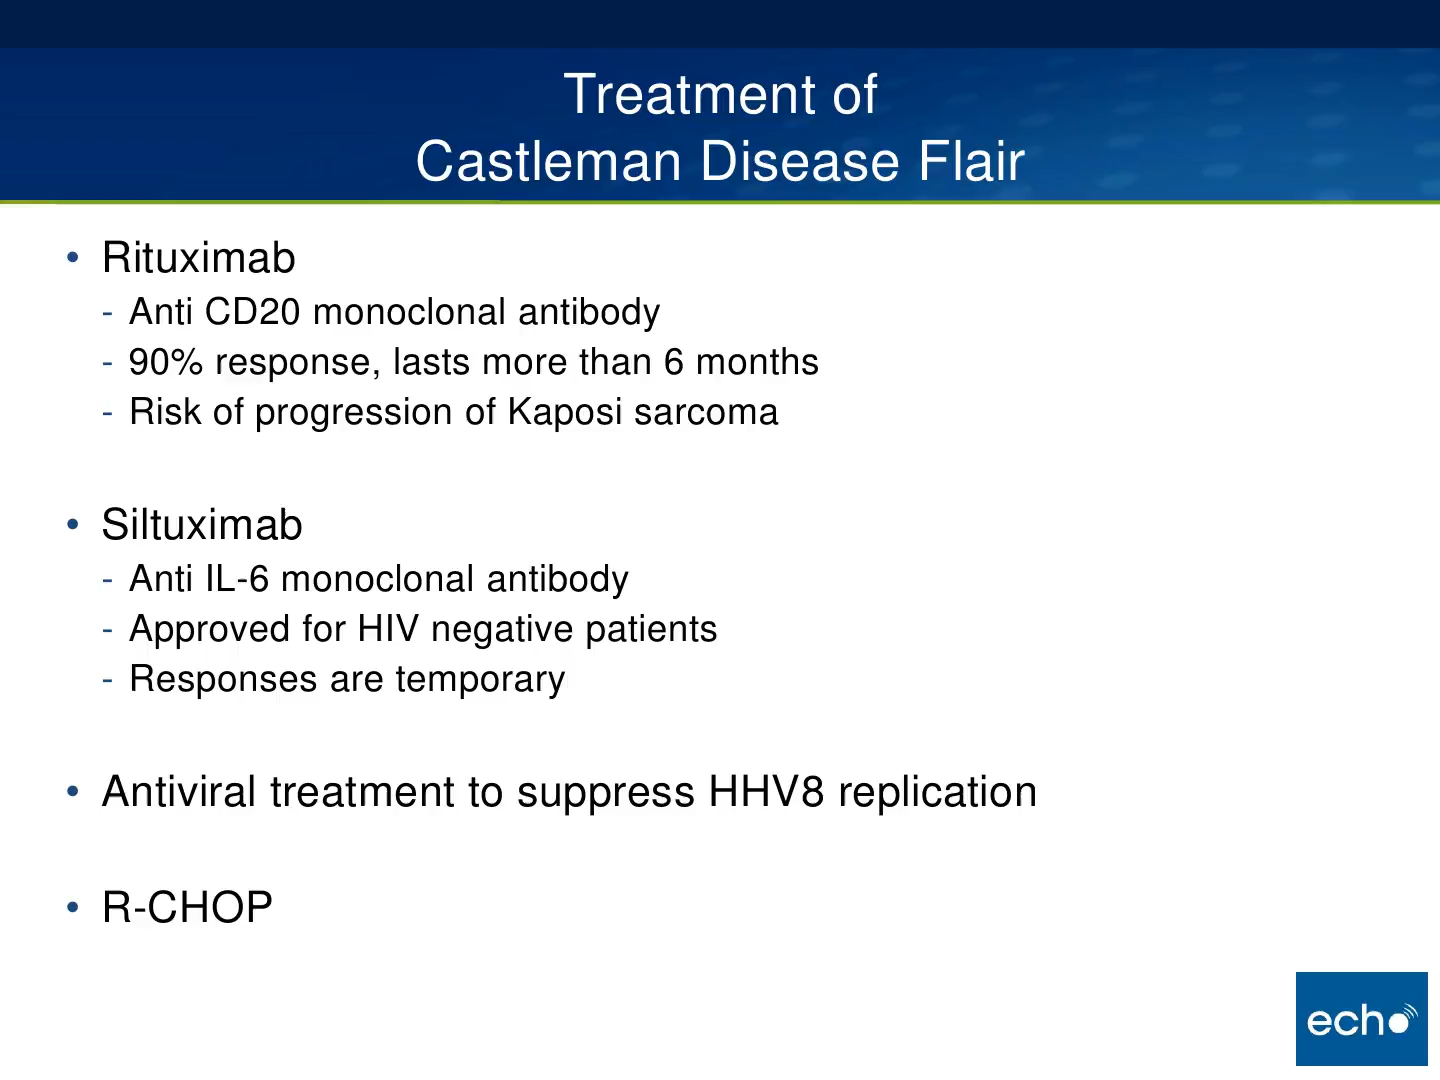 Treatment of
Castleman Disease Flair
• Rituximab
- Anti CD20 monoclonal antibody
- 90% response, lasts more than 6 months
- Risk of progression of Kaposi sarcoma
• Siltuximab
- Anti IL-6 monoclonal antibody
- Approved for HIV negative patients
- Responses are temporary
• Antiviral treatment to suppress HHV8 replication
• R-CHOP
echo